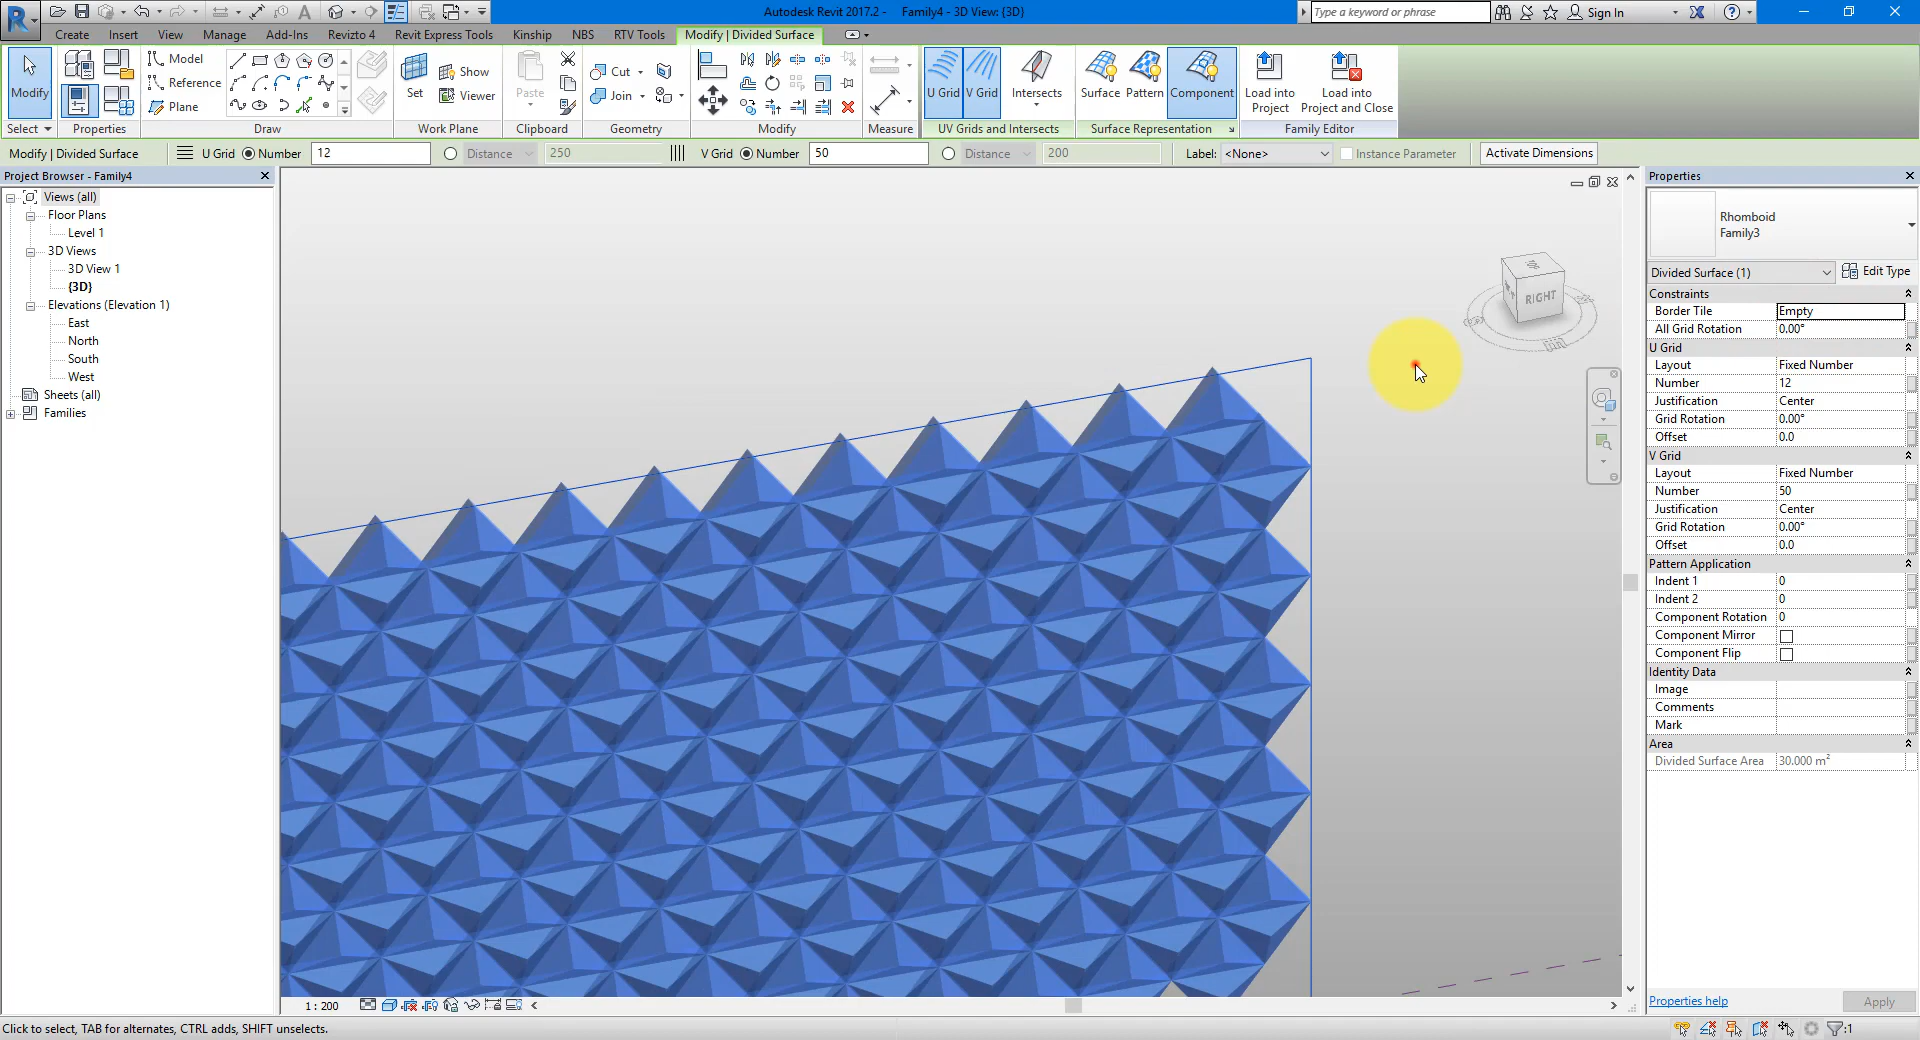 Autodesk Revit 2017.2 - Family4 - 3D View: {3D}
Type a keyword or phrase
Sign In
Create Insert View Manage Add-Ins Revizto 4 Revit Express Tools Kinship NBS RTV Tools Modify | Divided Surface
Modify
Select
Properties
Model
Reference
Plane
Draw
Set
Show
Viewer
Work Plane
Paste
Clipboard
Cut
Join
Geometry
Modify
Measure
U Grid V Grid Intersects
UV Grids and Intersects
Surface Pattern Component
Surface Representation
Load into
Project
Load into
Project and Close
Family Editor
Modify | Divided Surface U Grid Number 12 Distance 250 V Grid Number 50 Distance 200 Label: <None> Instance Parameter Activate Dimensions
Project Browser - Family4
Views (all)
Floor Plans
Level 1
3D Views
3D View 1
{3D}
Elevations (Elevation 1)
East
North
South
West
Sheets (all)
Families
RIGHT
Properties
Rhomboid
Family3
Divided Surface (1) Edit Type
Constraints
Border Tile Empty
All Grid Rotation 0.00°
U Grid
Layout Fixed Number
Number 12
Justification Center
Grid Rotation 0.00°
Offset 0.0
V Grid
Layout Fixed Number
Number 50
Justification Center
Grid Rotation 0.00°
Offset 0.0
Pattern Application
Indent 1 0
Indent 2 0
Component Rotation 0
Component Mirror
Component Flip
Identity Data
Image
Comments
Mark
Area
Divided Surface Area 30.000 m²
Properties help Apply
1 : 200
Click to select, TAB for alternates, CTRL adds, SHIFT unselects.
:1